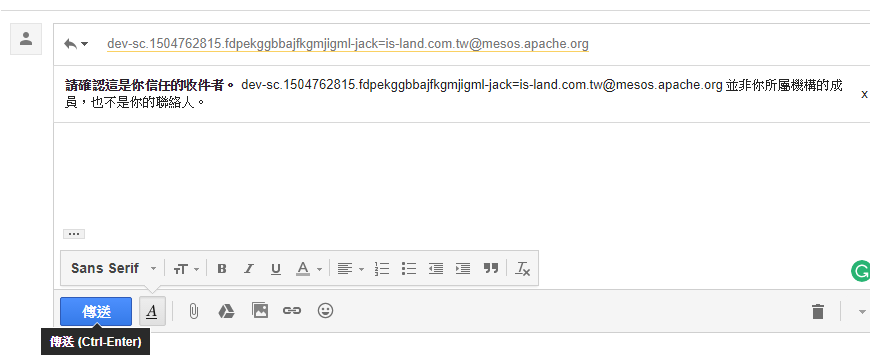 dev-sc.1504762815.fdpekggbbajfkgmjigml-jack=is-land.com.tw@mesos.apache.org
請確認這是你信任的收件者。 dev-sc.1504762815.fdpekggbbajfkgmjigml-jack=is-land.com.tw@mesos.apache.org 並非你所屬機構的成
員，也不是你的聯絡人。
x
Sans Serif
傳送
傳送 (Ctrl-Enter)